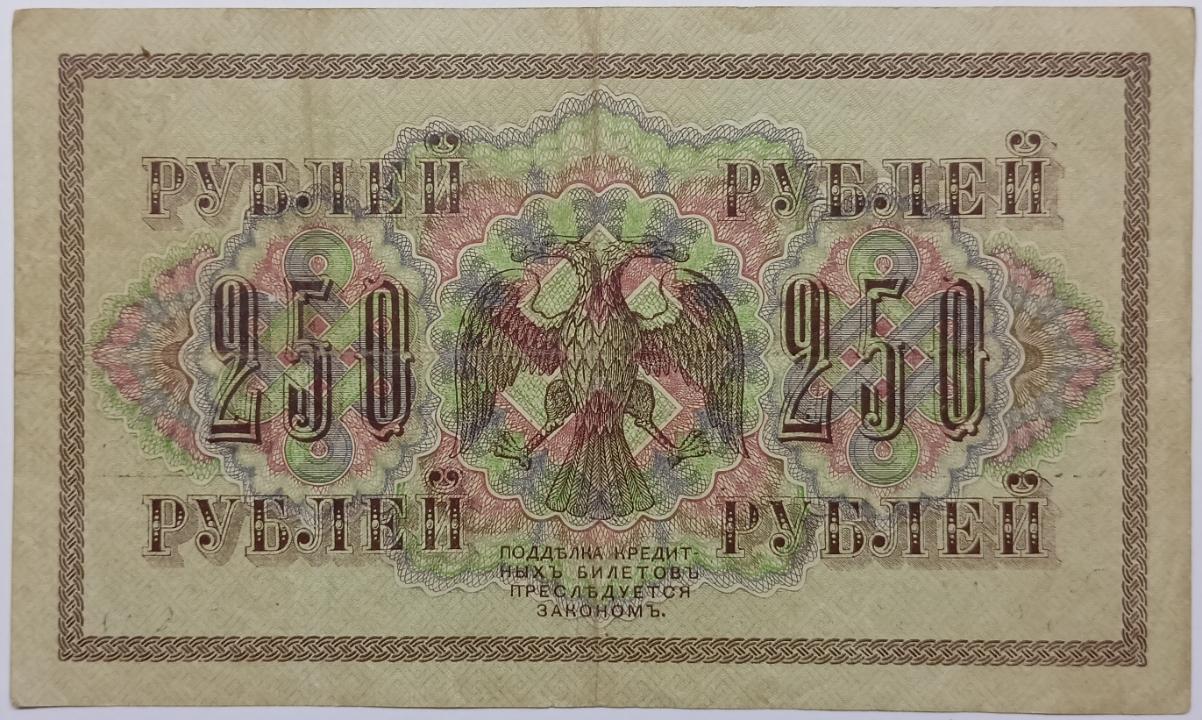 РУБЛЕЙ РУБЛЕЙ
250 250
РУБЛЕЙ РУБЛЕЙ
ПОДДѢЛКА КРЕДИТ-
НЫХЪ БИЛЕТОВЪ
ПРЕСЛѢДУЕТСЯ
ЗАКОНОМЪ.